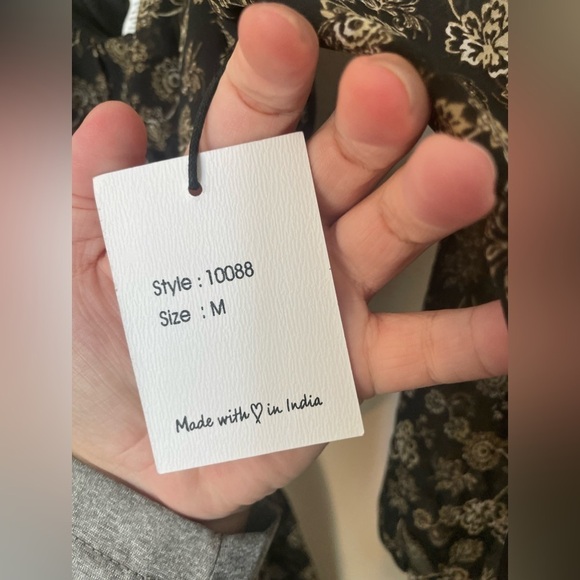 Style : 10088
Size : M
Made with ♡ in India